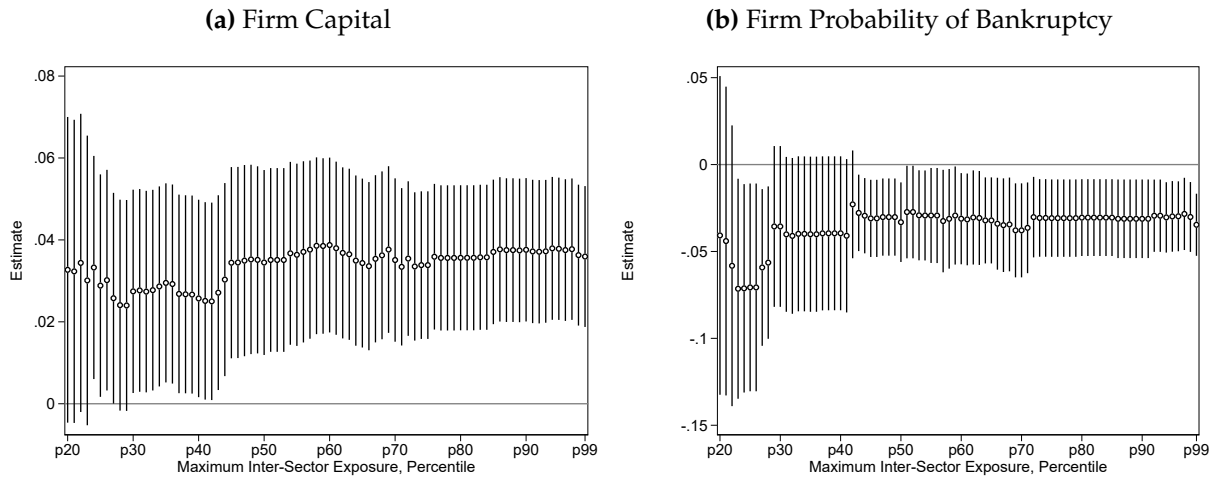 (a) Firm Capital
.08
.06
.04
.02
0
Estimate
p20 p30 p40 p50 p60 p70 p80 p90 p99
Maximum Inter-Sector Exposure, Percentile
(b) Firm Probability of Bankruptcy
.05
0
-.05
-.1
-.15
Estimate
p20 p30 p40 p50 p60 p70 p80 p90 p99
Maximum Inter-Sector Exposure, Percentile